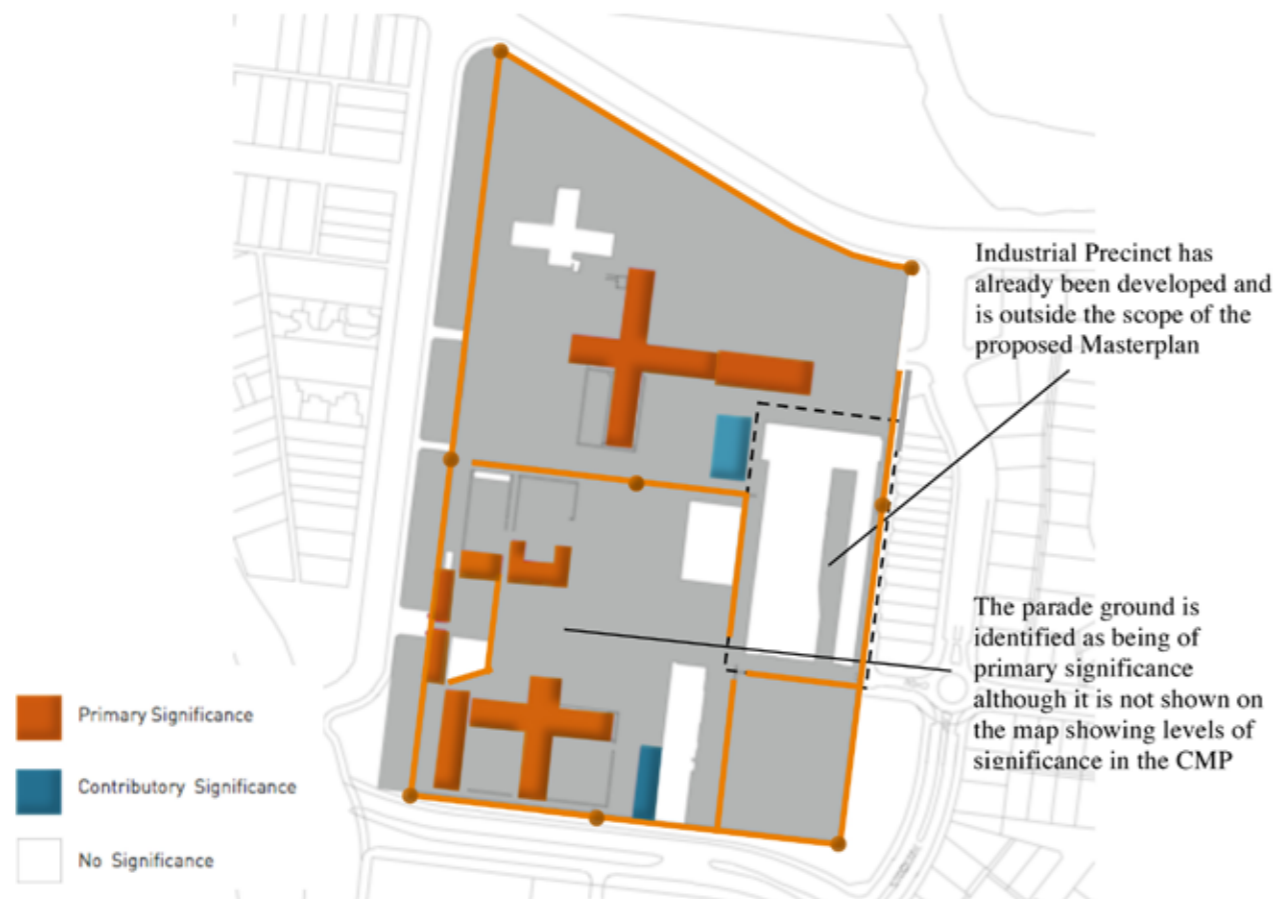 Industrial Precinct has
already been developed and
is outside the scope of the
proposed Masterplan
The parade ground is
identified as being of
primary significance
although it is not shown on
the map showing levels of
significance in the CMP
Primary Significance
Contributory Significance
No Significance